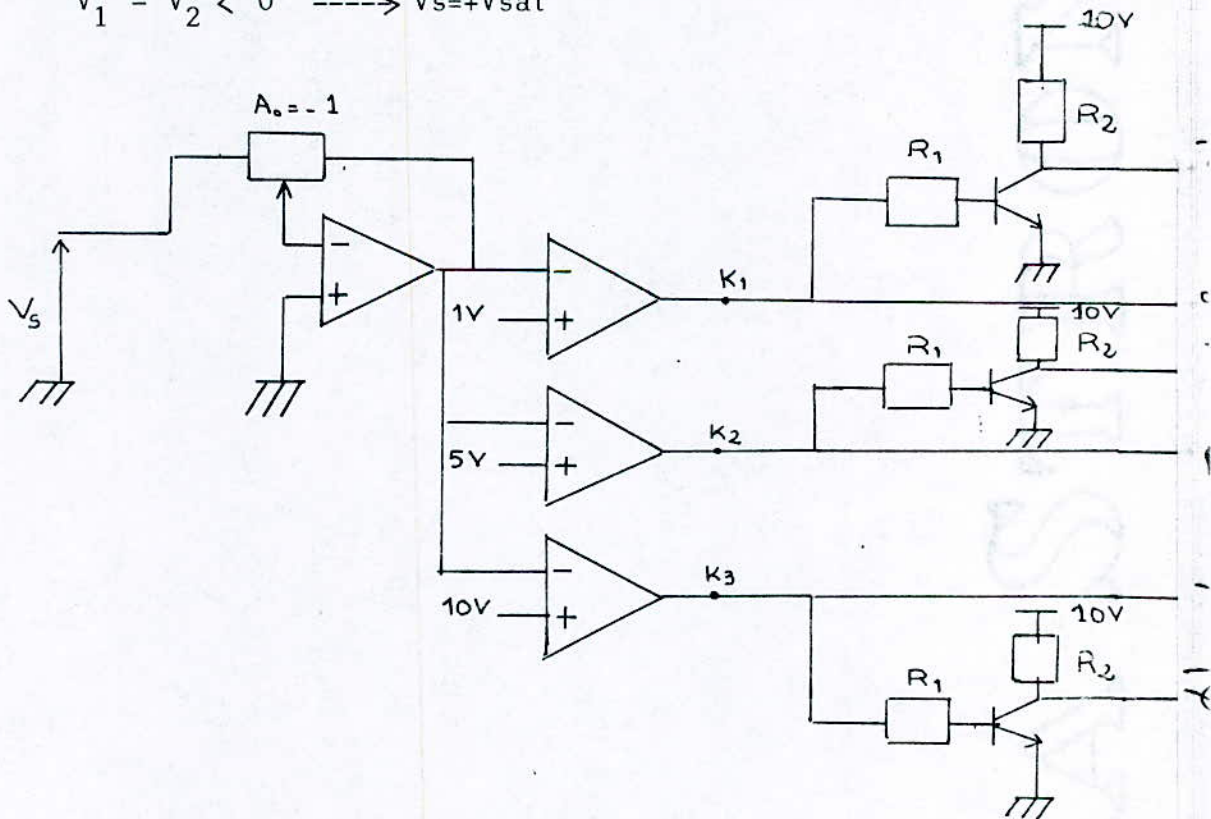 V1 - V2 < 0 -----> Vs=+Vsat
10V
A₀ = - 1
R2
R1
-
+
Vs
-
1V
+
K1
10V
R1
R2
-
5V
+
K2
-
10V
+
K3
10V
R2
R1